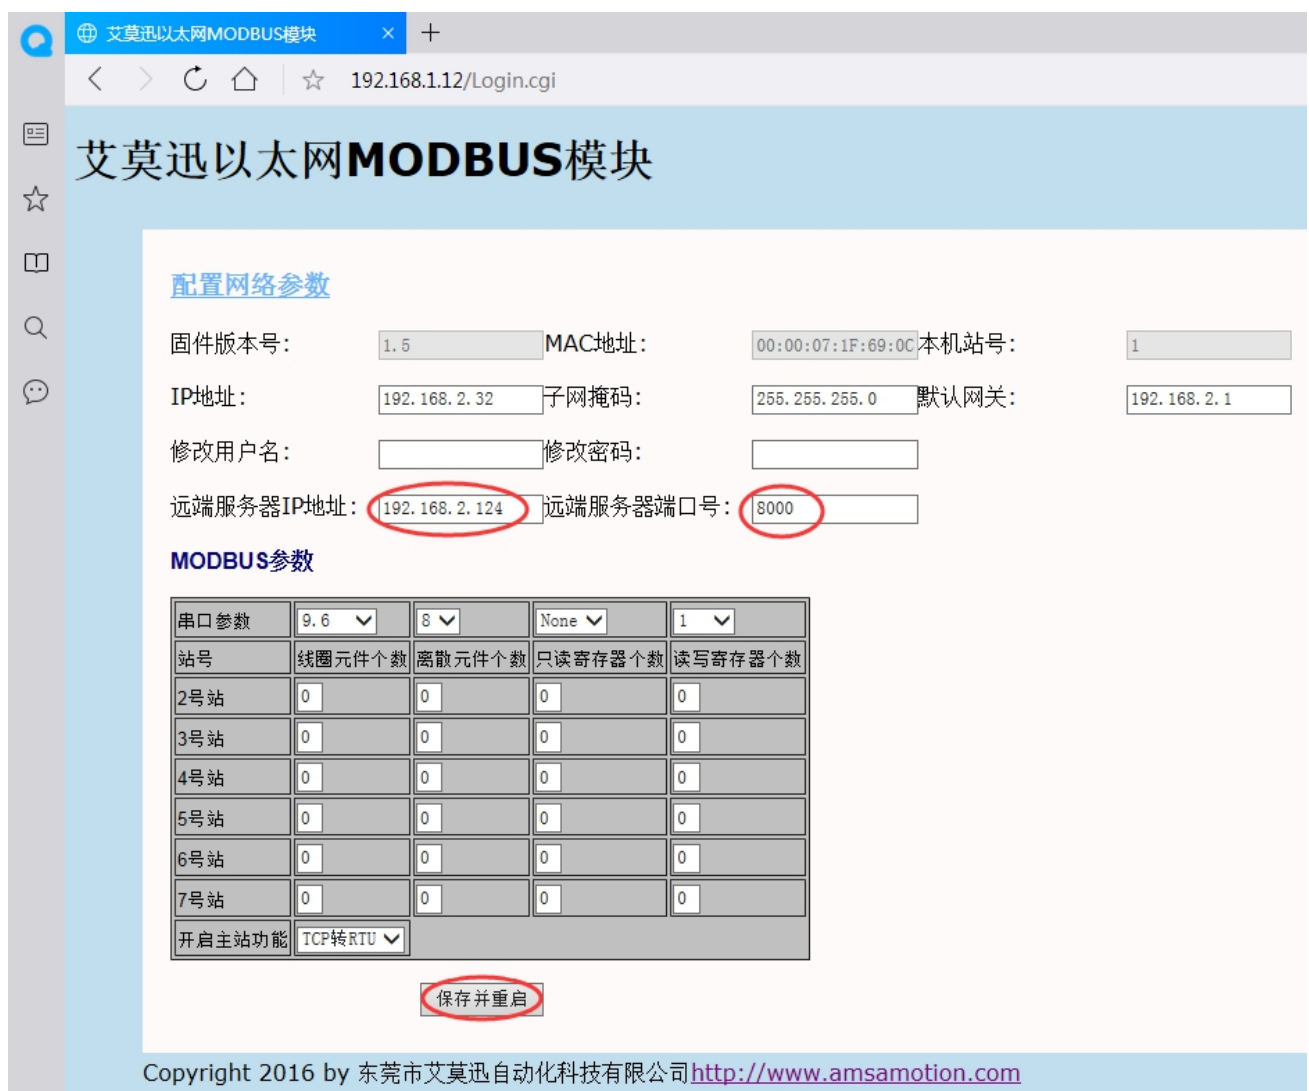 艾莫迅以太网MODBUS模块
192.168.1.12/Login.cgi
艾莫迅以太网MODBUS模块
配置网络参数
固件版本号: 1.5 MAC地址: 00:00:07:1F:69:0C 本机站号: 1
IP地址: 192.168.2.32 子网掩码: 255.255.255.0 默认网关: 192.168.2.1
修改用户名: 修改密码:
远端服务器IP地址: 192.168.2.124 远端服务器端口号: 8000
MODBUS参数
串口参数 9.6 8 None 1
站号 线圈元件个数 离散元件个数 只读寄存器个数 读写寄存器个数
2号站 0 0 0 0
3号站 0 0 0 0
4号站 0 0 0 0
5号站 0 0 0 0
6号站 0 0 0 0
7号站 0 0 0 0
开启主站功能 TCP转RTU
保存并重启
Copyright 2016 by 东莞市艾莫迅自动化科技有限公司http://www.amsamotion.com